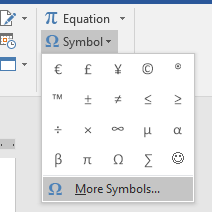 π Equation
Ω Symbol
€ £ ¥ © ®
™ ± ≠ ≤ ≥
÷ × ∞ µ α
β π Ω ∑ ☺
Ω More Symbols...